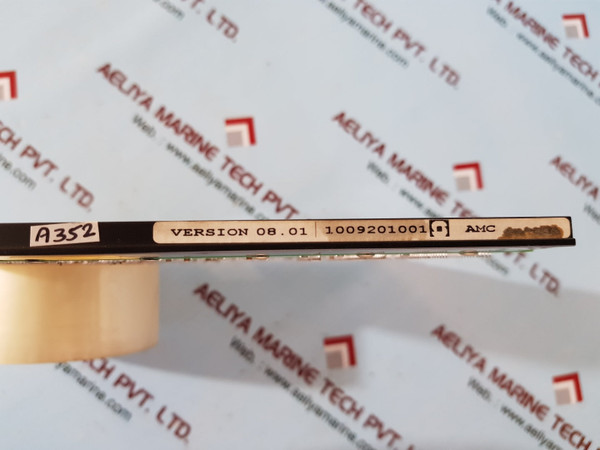 AELIYA MARINE TECH PVT. LTD.
Web. : www.aeliyamarine.com
A352
VERSION 08.01 1009201001 AMC